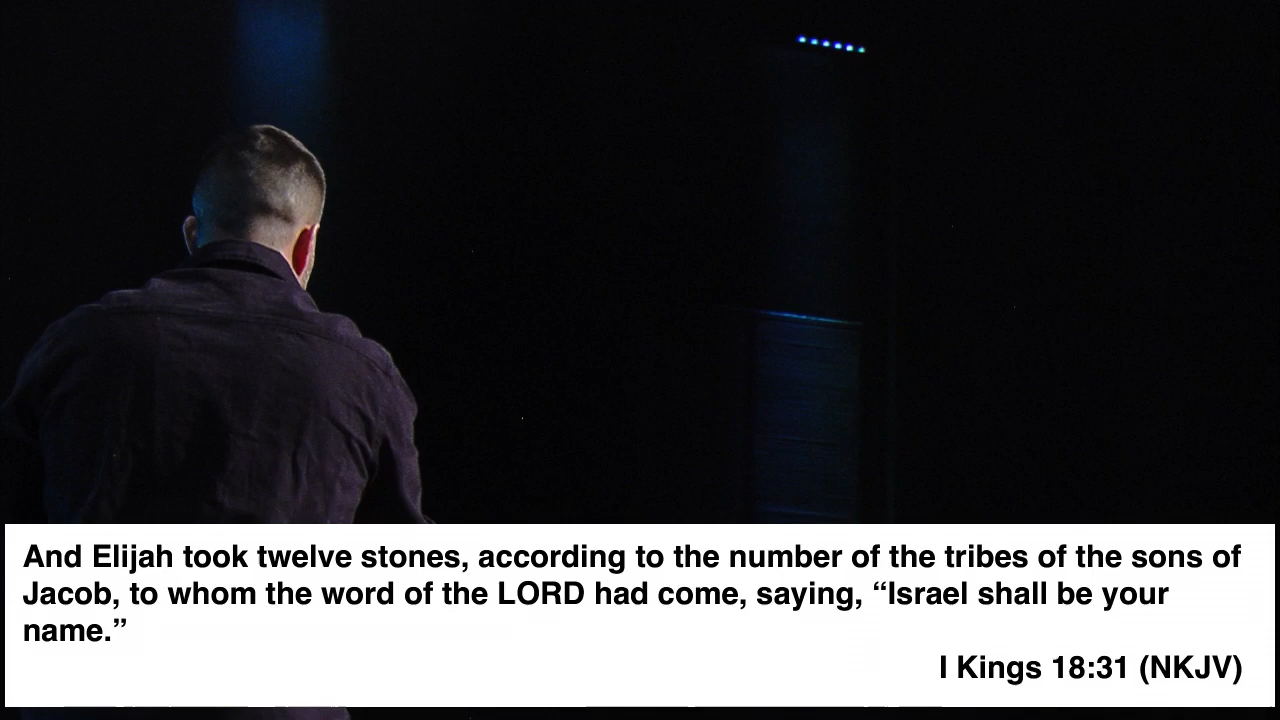 And Elijah took twelve stones, according to the number of the tribes of the sons of
Jacob, to whom the word of the LORD had come, saying, “Israel shall be your
name.”
I Kings 18:31 (NKJV)